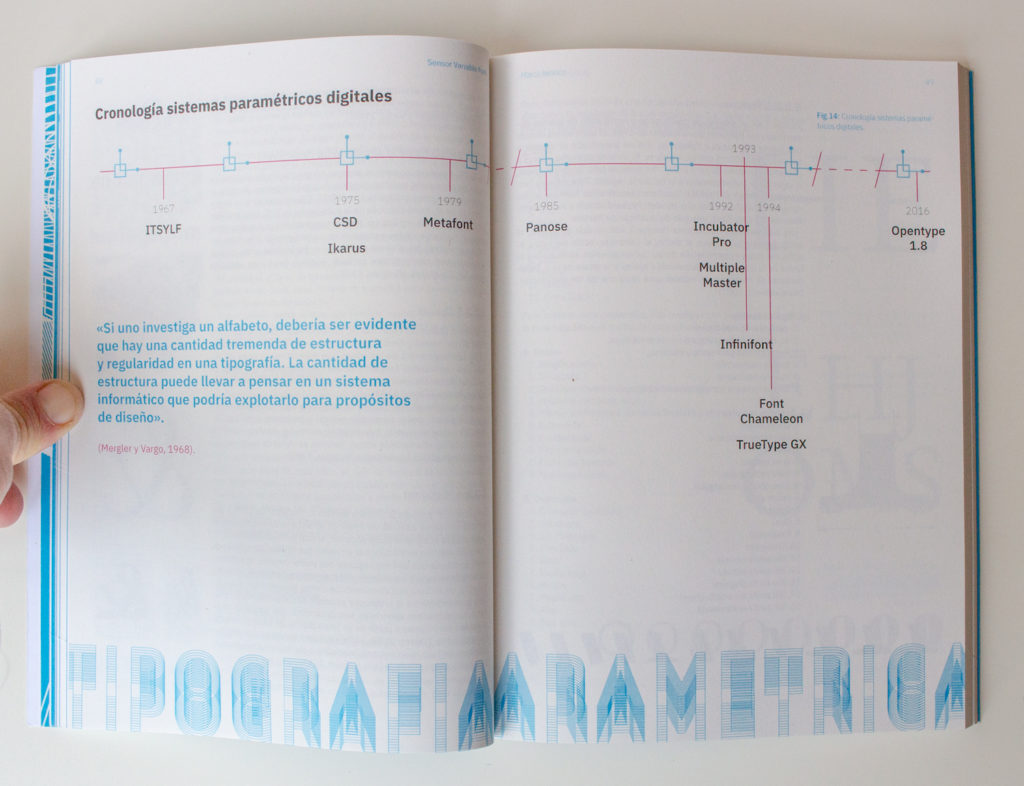 Sensor Variable
Cronología sistemas paramétricos digitales
1967
ITSYLF
1975
CSD
Ikarus
1979
Metafont
«Si uno investiga un alfabeto, debería ser evidente
que hay una cantidad tremenda de estructura
y regularidad en una tipografía. La cantidad de
estructura puede llevar a pensar en un sistema
informático que podría explotarlo para propósitos
de diseño».
(Mergler y Vargo, 1968).
TIPOGRAFIA
Marco teórico
49
Fig.14: Cronología sistemas paramé-
tricos digitales.
1985
Panose
1992
Incubator
Pro
Multiple
Master
1993
Infinifont
1994
Font
Chameleon
TrueType GX
2016
Opentype
1.8
PARAMETRICA